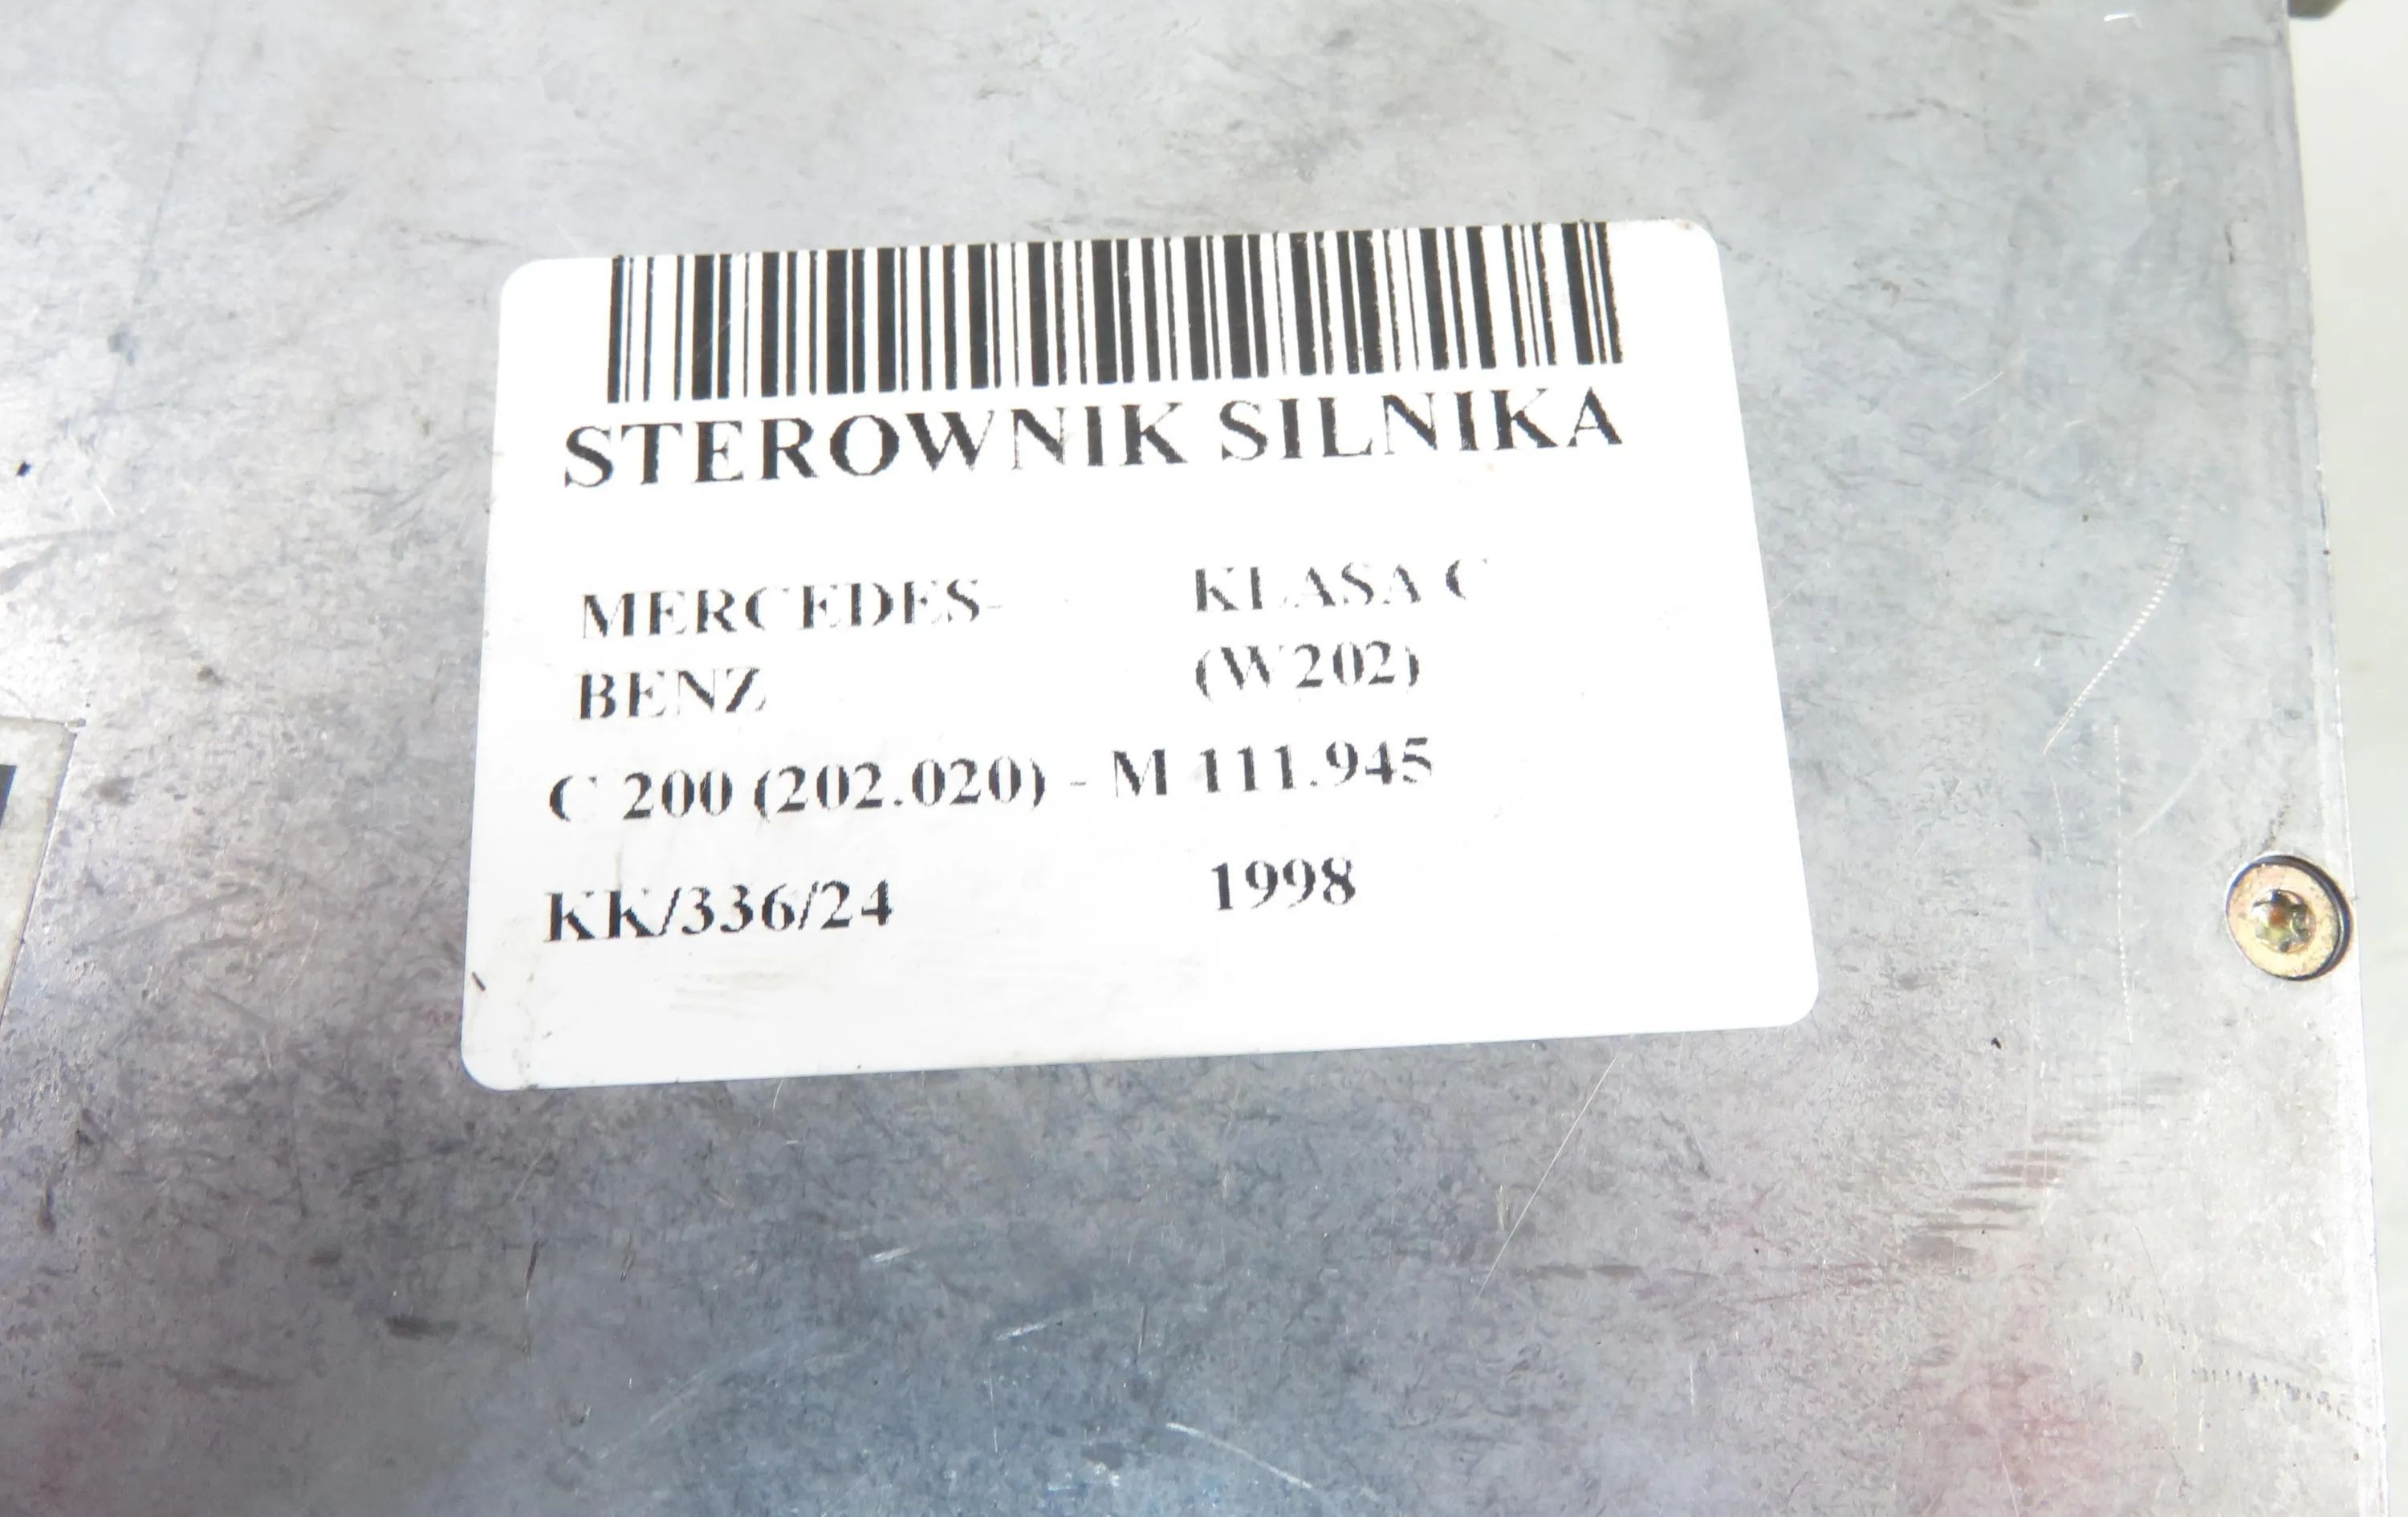 STEROWNIK SILNIKA
MERCEDES- KLASA C
BENZ (W202)
C 200 (202.020) - M 111.945
KK/336/24 1998